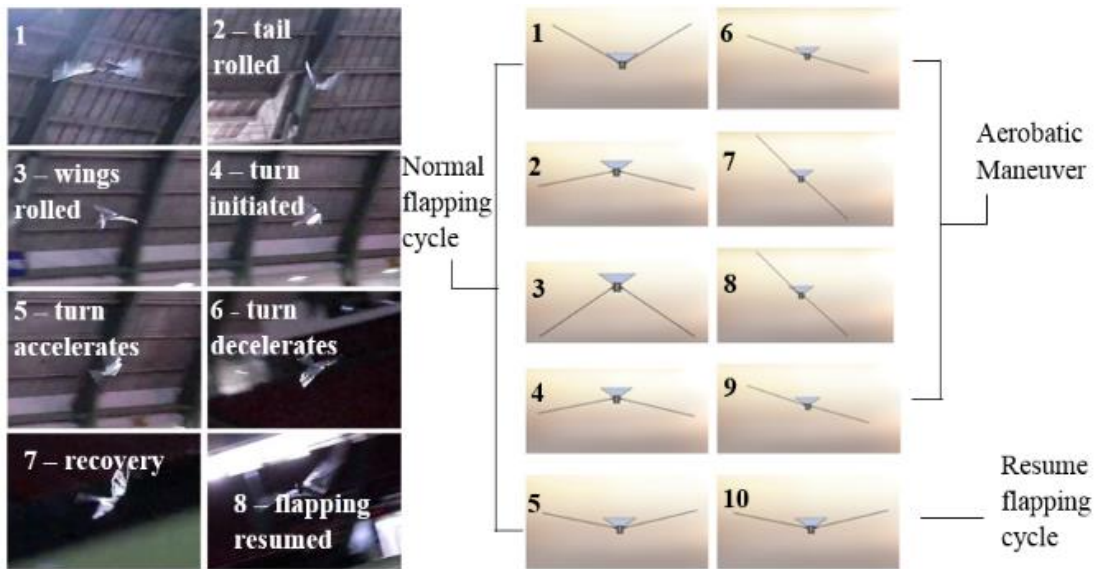 1
2 – tail
rolled
3 – wings
rolled
4 – turn
initiated
5 – turn
accelerates
6 - turn
decelerates
7 – recovery
8 – flapping
resumed
Normal
flapping
cycle
1
2
3
4
5
6
7
8
9
10
Aerobatic
Maneuver
Resume
flapping
cycle